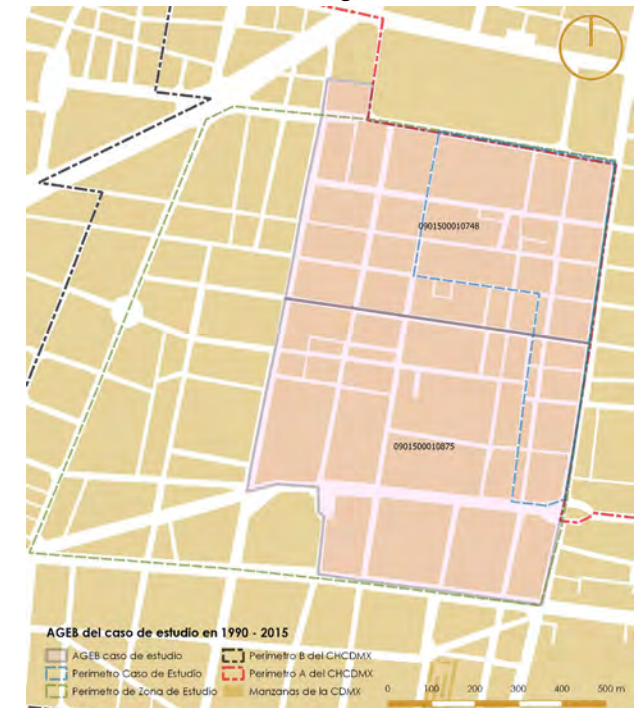 0901500010748
0901500010875
AGEB del caso de estudio en 1990 - 2015
AGEB caso de estudio
Perímetro B del CHCDMX
Perímetro Caso de Estudio
Perímetro A del CHCDMX
Perímetro de Zona de Estudio
Manzanas de la CDMX
0 100 200 300 400 500 m